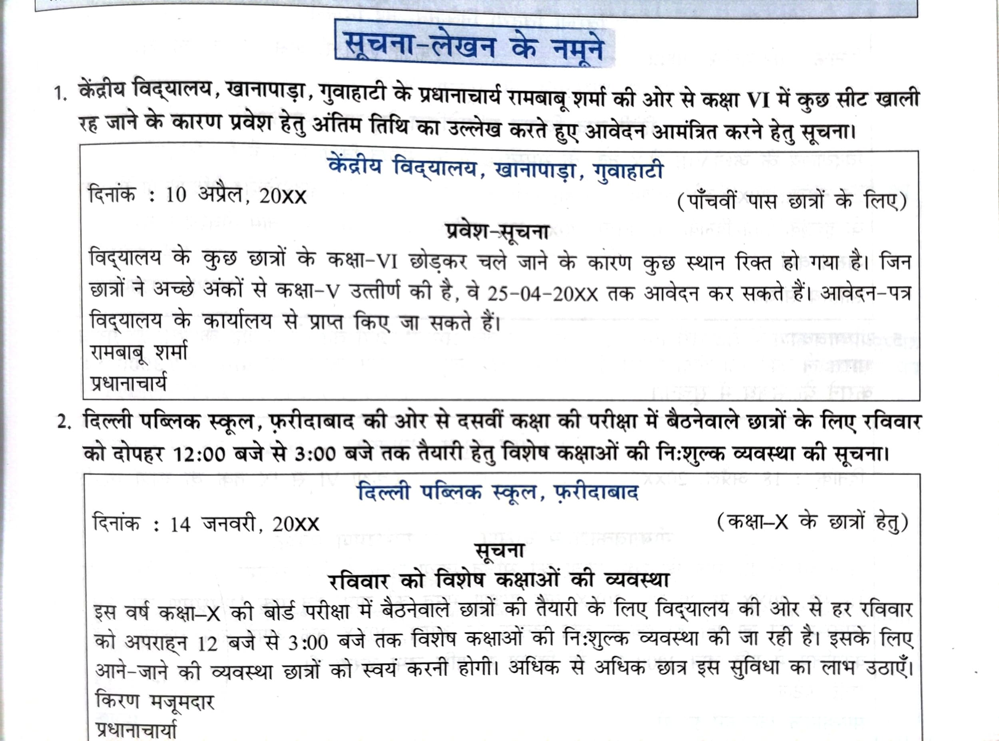 सूचना-लेखन के नमूने
1. केंद्रीय विद्‌यालय, खानापाड़ा, गुवाहाटी के प्रधानाचार्य रामबाबू शर्मा की ओर से कक्षा VI में कुछ सीट खाली
रह जाने के कारण प्रवेश हेतु अंतिम तिथि का उल्लेख करते हुए आवेदन आमंत्रित करने हेतु सूचना।
केंद्रीय विद्‌यालय, खानापाड़ा, गुवाहाटी
दिनांक : 10 अप्रैल, 20XX (पाँचवीं पास छात्रों के लिए)
प्रवेश-सूचना
विद्‌यालय के कुछ छात्रों के कक्षा-VI छोड़कर चले जाने के कारण कुछ स्थान रिक्त हो गया है। जिन
छात्रों ने अच्छे अंकों से कक्षा-V उत्तीर्ण की है, वे 25-04-20XX तक आवेदन कर सकते हैं। आवेदन-पत्र
विद्‌यालय के कार्यालय से प्राप्त किए जा सकते हैं।
रामबाबू शर्मा
प्रधानाचार्य
2. दिल्ली पब्लिक स्कूल, फ़रीदाबाद की ओर से दसवीं कक्षा की परीक्षा में बैठनेवाले छात्रों के लिए रविवार
को दोपहर 12:00 बजे से 3:00 बजे तक तैयारी हेतु विशेष कक्षाओं की नि:शुल्क व्यवस्था की सूचना।
दिल्ली पब्लिक स्कूल, फ़रीदाबाद
दिनांक : 14 जनवरी, 20XX (कक्षा–X के छात्रों हेतु)
सूचना
रविवार को विशेष कक्षाओं की व्यवस्था
इस वर्ष कक्षा–X की बोर्ड परीक्षा में बैठनेवाले छात्रों की तैयारी के लिए विद्‌यालय की ओर से हर रविवार
को अपराह्‌न 12 बजे से 3:00 बजे तक विशेष कक्षाओं की नि:शुल्क व्यवस्था की जा रही है। इसके लिए
आने-जाने की व्यवस्था छात्रों को स्वयं करनी होगी। अधिक से अधिक छात्र इस सुविधा का लाभ उठाएँ।
किरण मजूमदार
प्रधानाचार्या